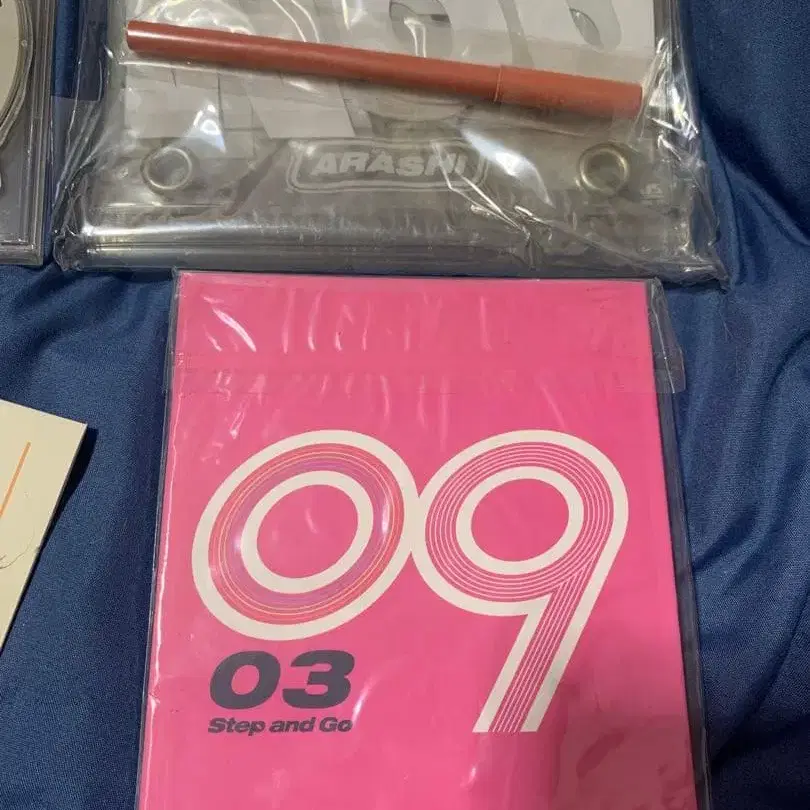 ARASHI
09
03
Step and Go